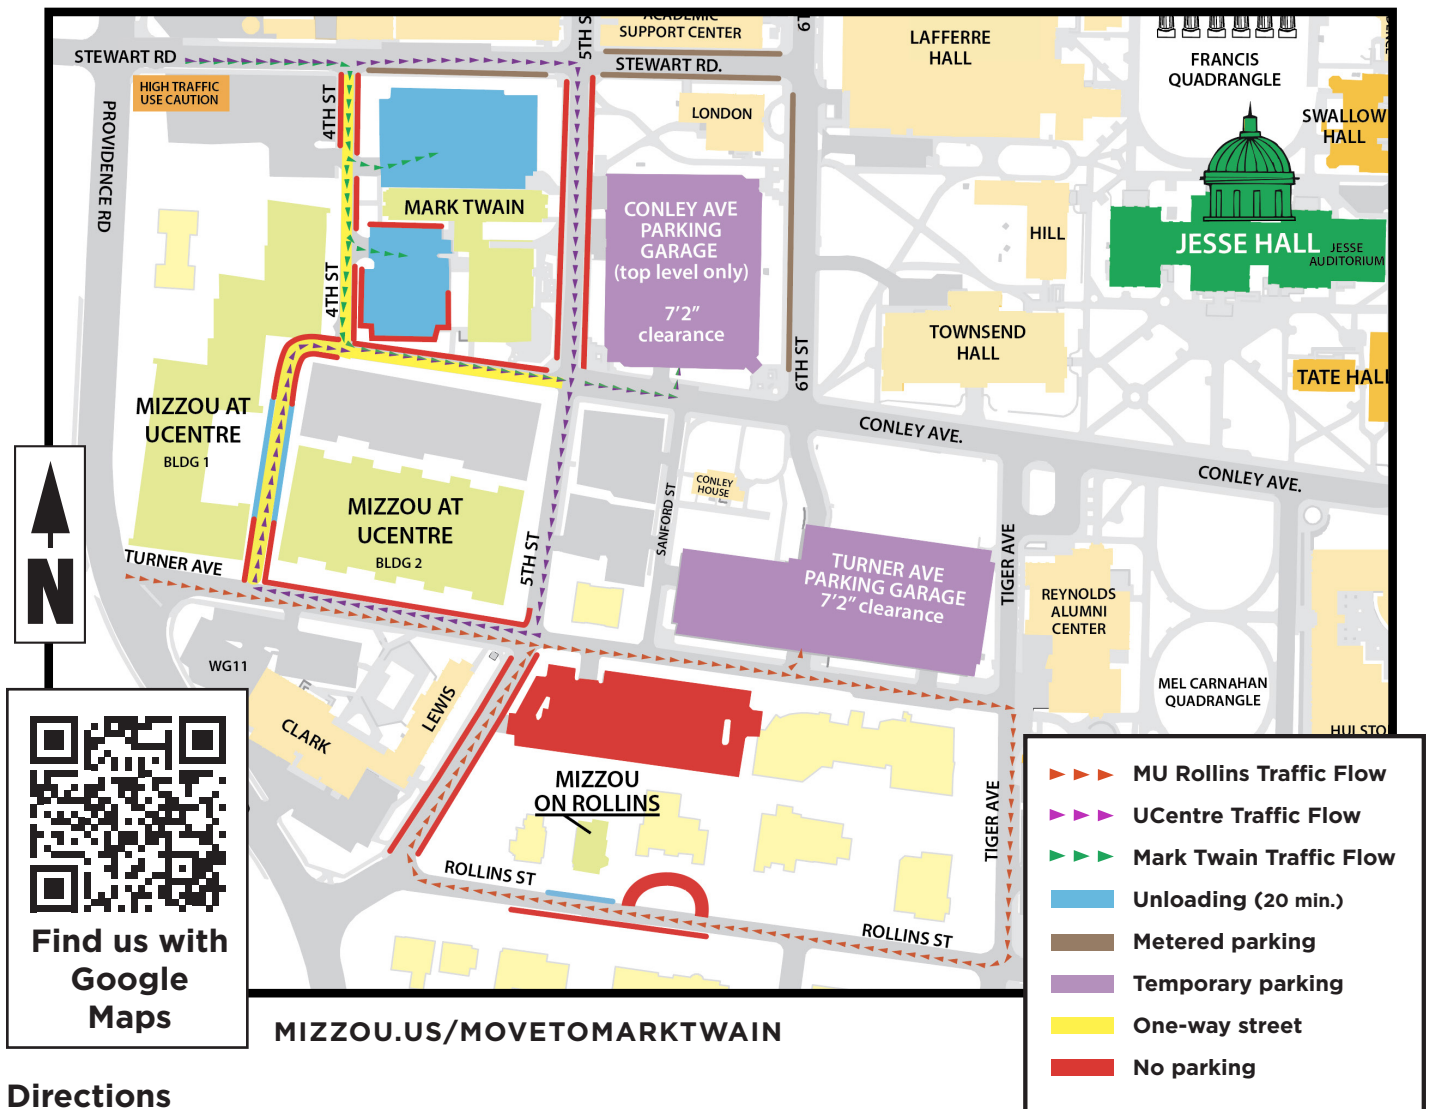 ACADEMIC
SUPPORT CENTER
5TH S
6T
STEWART RD
STEWART RD.
HIGH TRAFFIC
USE CAUTION
PROVIDENCE RD
4TH ST
LONDON
LAFFERRE
HALL
FRANCIS
QUADRANGLE
SWALLOW
HALL
MARK TWAIN
CONLEY AVE
PARKING
GARAGE
(top level only)
7'2"
clearance
HILL
JESSE HALL
JESSE
AUDITORIUM
4TH ST
TOWNSEND
HALL
6TH ST
TATE HALL
MIZZOU AT
UCENTRE
BLDG 1
CONLEY AVE.
CONLEY AVE.
CONLEY
HOUSE
SANFORD ST
MIZZOU AT
UCENTRE
BLDG 2
N
TURNER AVE
5TH ST
TURNER AVE
PARKING GARAGE
7'2" clearance
TIGER AVE
REYNOLDS
ALUMNI
CENTER
WG11
CLARK
LEWIS
MEL CARNAHAN
QUADRANGLE
HULSTO
MIZZOU
ON ROLLINS
TIGER AVE
ROLLINS ST
ROLLINS ST
MU Rollins Traffic Flow
UCentre Traffic Flow
Mark Twain Traffic Flow
Unloading (20 min.)
Metered parking
Temporary parking
One-way street
No parking
Find us with
Google
Maps
MIZZOU.US/MOVETOMARKTWAIN
Directions